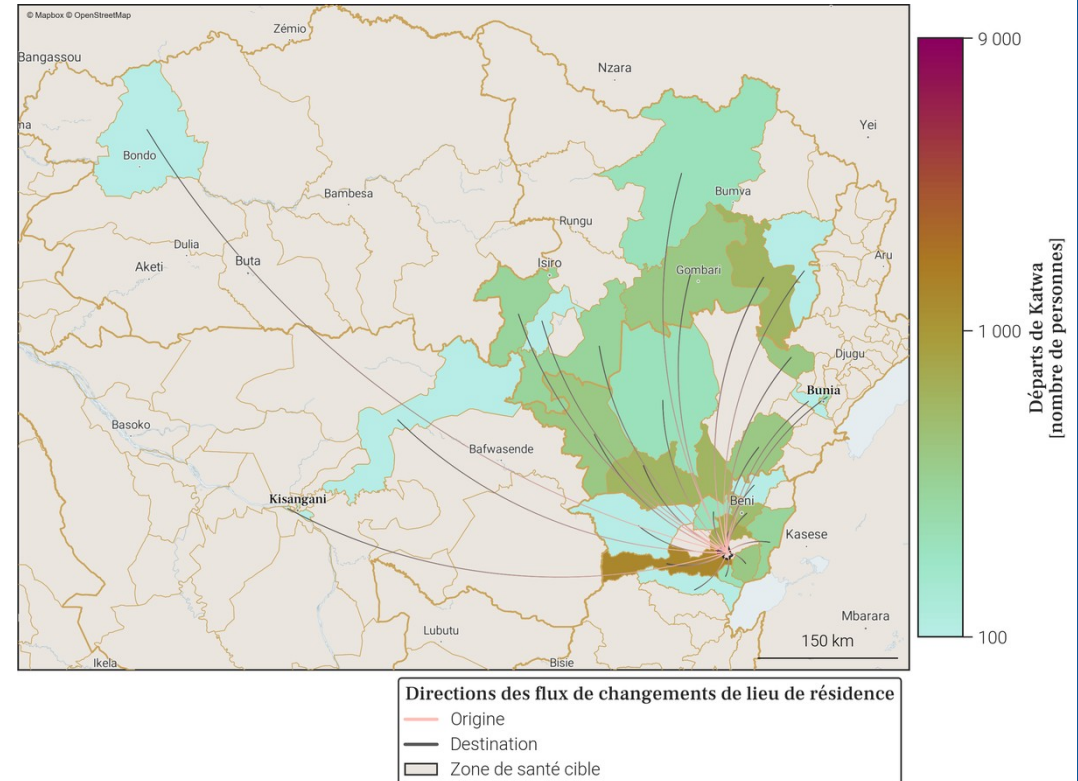 © Mapbox © OpenStreetMap
Zémio
Bangassou
Nzara
na
Yei
Bondo
Bambesa
Bumva
Rungu
Dulia
Buta
Isiro
Aketi
Gombari
Aru
Djugu
Bunia
Basoko
Bafwasende
Kisangani
Beni
Kasese
Lubutu
Mbarara
150 km
Ikela
Bisie
9 000
1 000
100
Départs de Katwa
[nombre de personnes]
Directions des flux de changements de lieu de résidence
Origine
Destination
Zone de santé cible